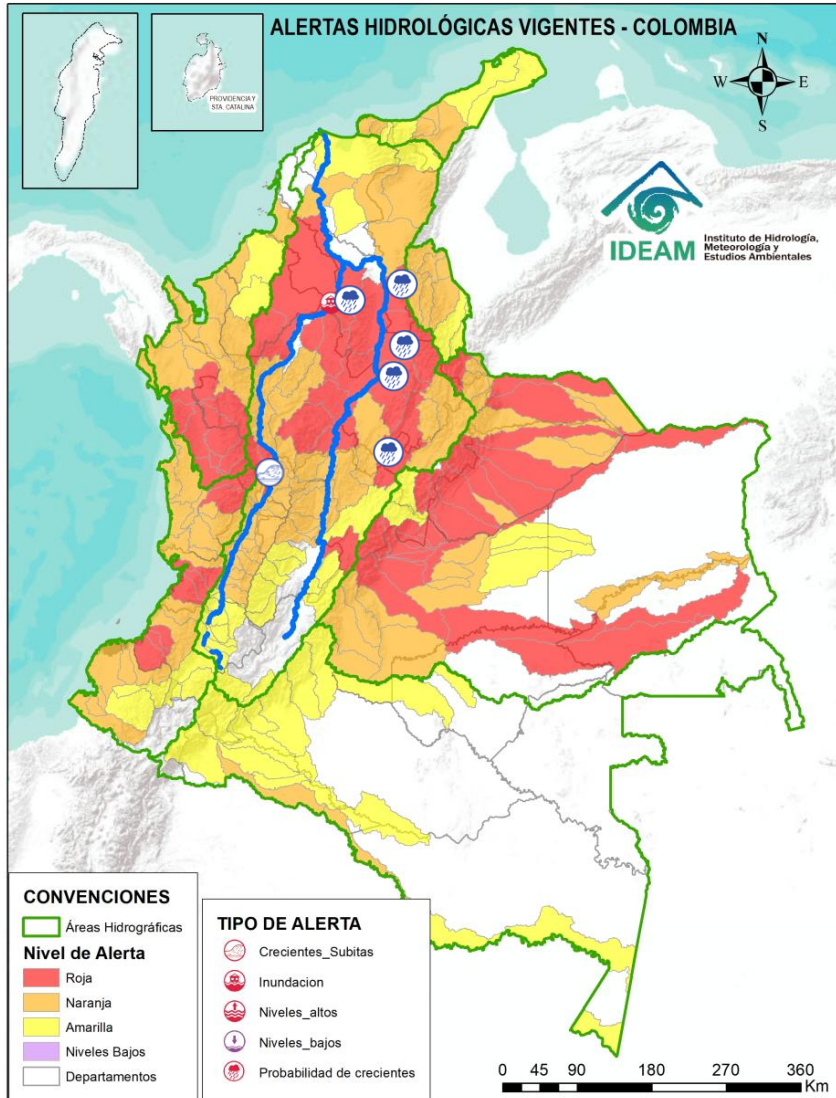 ALERTAS HIDROLÓGICAS VIGENTES - COLOMBIA
PROVIDENCIA Y
STA. CATALINA
N
W
E
S
IDEAM
Instituto de Hidrología,
Meteorología y
Estudios Ambientales
CONVENCIONES
Áreas Hidrográficas
Nivel de Alerta
Roja
Naranja
Amarilla
Niveles Bajos
Departamentos
TIPO DE ALERTA
Crecientes_Subitas
Inundacion
Niveles_altos
Niveles_bajos
Probabilidad de crecientes
0 45 90 180 270 360
Km